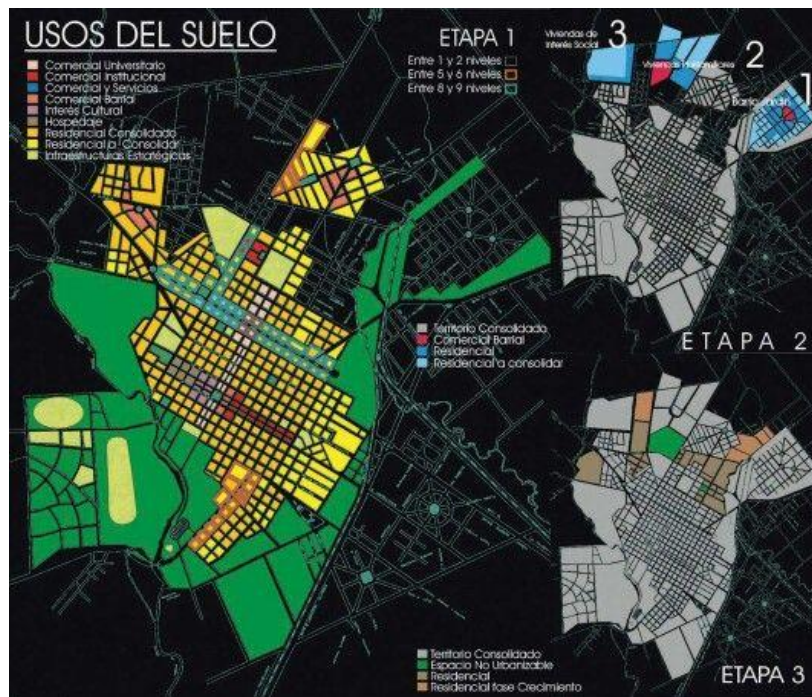 USOS DEL SUELO
Comercial Universitario
Comercial Institucional
Comercial y Servicios
Comercial Barrial
Interés Cultural
Hospedaje
Residencial Consolidado
Residencial a Consolidar
Infraestructuras Estratégicas
ETAPA 1
Entre 1 y 2 niveles
Entre 5 y 6 niveles
Entre 8 y 9 niveles
Viviendas de
Interés Social
3
2
1
Territorio Consolidado
Comercial Barrial
Residencial
Residencial a consolidar
ETAPA 2
Territorio Consolidado
Espacio No Urbanizable
Residencial
Residencial fase Crecimiento
ETAPA 3